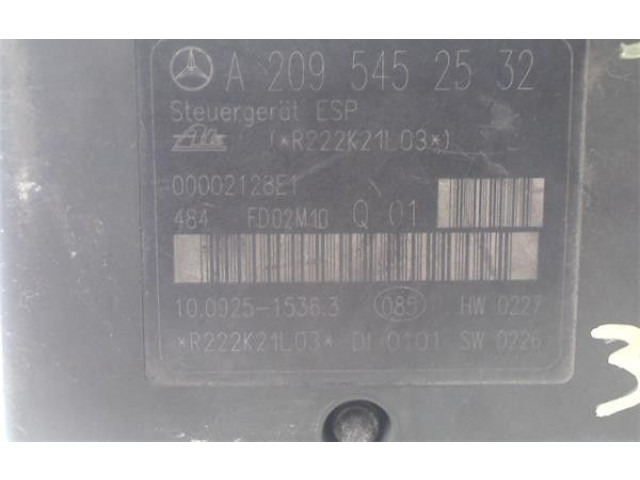 A 209 545 25 32
Steuergerät ESP
Ate (*R222K21L03*)
00002128E1
484 FD02M10 Q 01
10.0925-1536.3 085 HW 0227
*R222K21L03* DI 0101 SW 0226
3